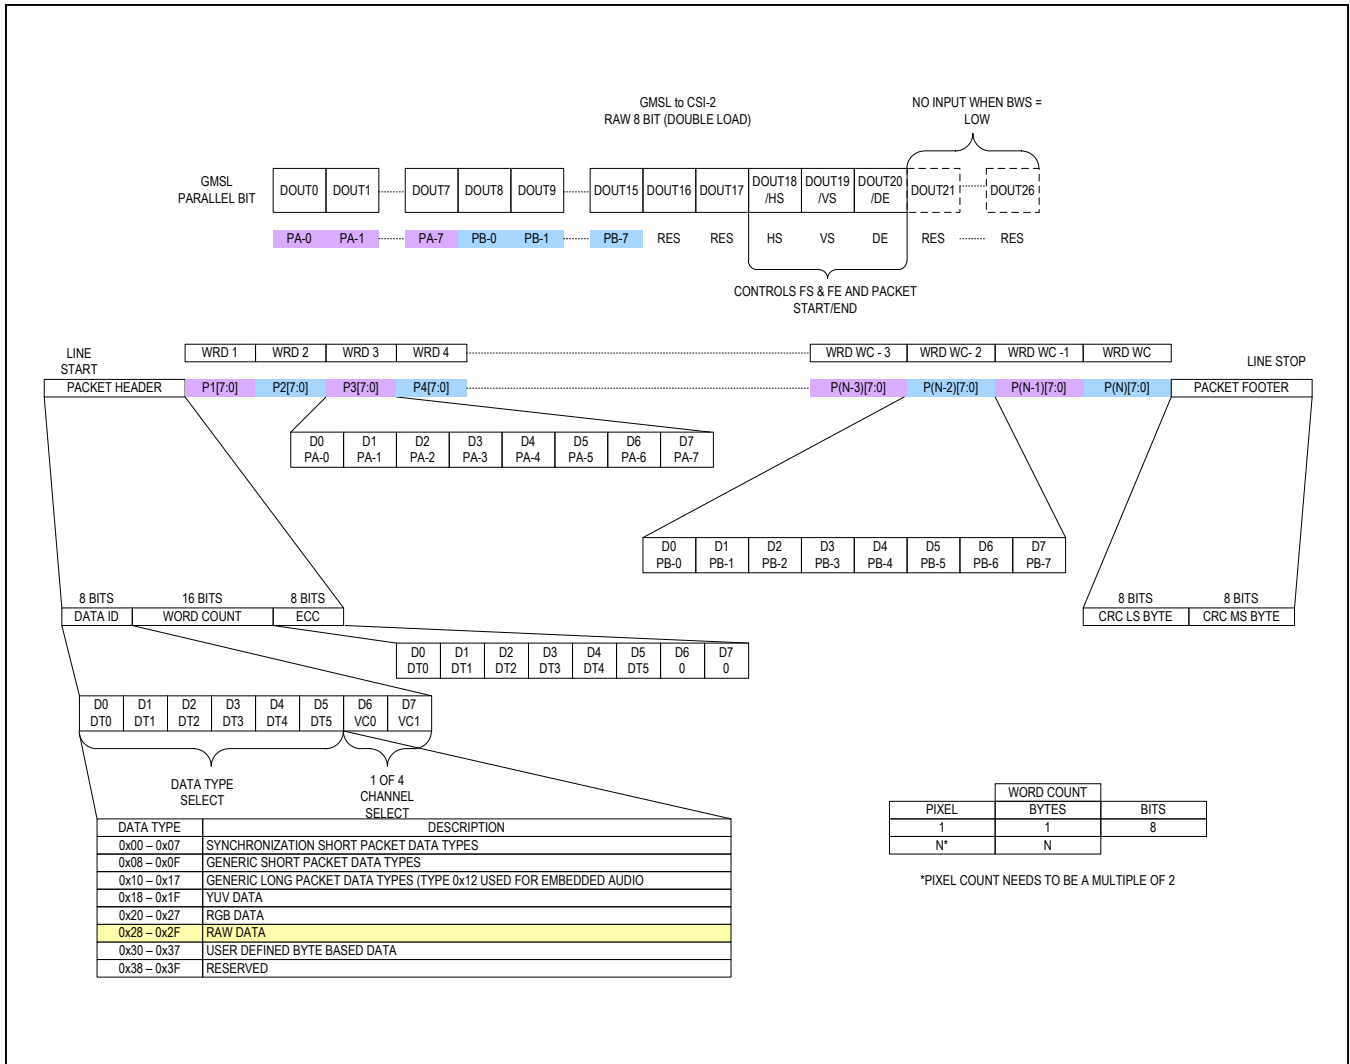 GMSL to CSI-2
RAW 8 BIT (DOUBLE LOAD)
NO INPUT WHEN BWS =
LOW
GMSL
PARALLEL BIT
DOUT0 DOUT1 DOUT7 DOUT8 DOUT9 DOUT15 DOUT16 DOUT17 DOUT18 /HS DOUT19 /VS DOUT20 /DE DOUT21 DOUT26
PA-0 PA-1 PA-7 PB-0 PB-1 PB-7 RES RES HS VS DE RES RES
CONTROLS FS & FE AND PACKET
START/END
LINE
START
WRD 1 WRD 2 WRD 3 WRD 4 WRD WC - 3 WRD WC- 2 WRD WC -1 WRD WC
LINE STOP
PACKET HEADER P1[7:0] P2[7:0] P3[7:0] P4[7:0] P(N-3)[7:0] P(N-2)[7:0] P(N-1)[7:0] P(N)[7:0] PACKET FOOTER
D0 D1 D2 D3 D4 D5 D6 D7
PA-0 PA-1 PA-2 PA-3 PA-4 PA-5 PA-6 PA-7
D0 D1 D2 D3 D4 D5 D6 D7
PB-0 PB-1 PB-2 PB-3 PB-4 PB-5 PB-6 PB-7
8 BITS 16 BITS 8 BITS
DATA ID WORD COUNT ECC
8 BITS 8 BITS
CRC LS BYTE CRC MS BYTE
D0 D1 D2 D3 D4 D5 D6 D7
DT0 DT1 DT2 DT3 DT4 DT5 0 0
D0 D1 D2 D3 D4 D5 D6 D7
DT0 DT1 DT2 DT3 DT4 DT5 VC0 VC1
DATA TYPE
SELECT
1 OF 4
CHANNEL
SELECT
DATA TYPE DESCRIPTION
0x00 – 0x07 SYNCHRONIZATION SHORT PACKET DATA TYPES
0x08 – 0x0F GENERIC SHORT PACKET DATA TYPES
0x10 – 0x17 GENERIC LONG PACKET DATA TYPES (TYPE 0x12 USED FOR EMBEDDED AUDIO
0x18 – 0x1F YUV DATA
0x20 – 0x27 RGB DATA
0x28 – 0x2F RAW DATA
0x30 – 0x37 USER DEFINED BYTE BASED DATA
0x38 – 0x3F RESERVED
WORD COUNT
PIXEL BYTES BITS
1 1 8
N* N
*PIXEL COUNT NEEDS TO BE A MULTIPLE OF 2